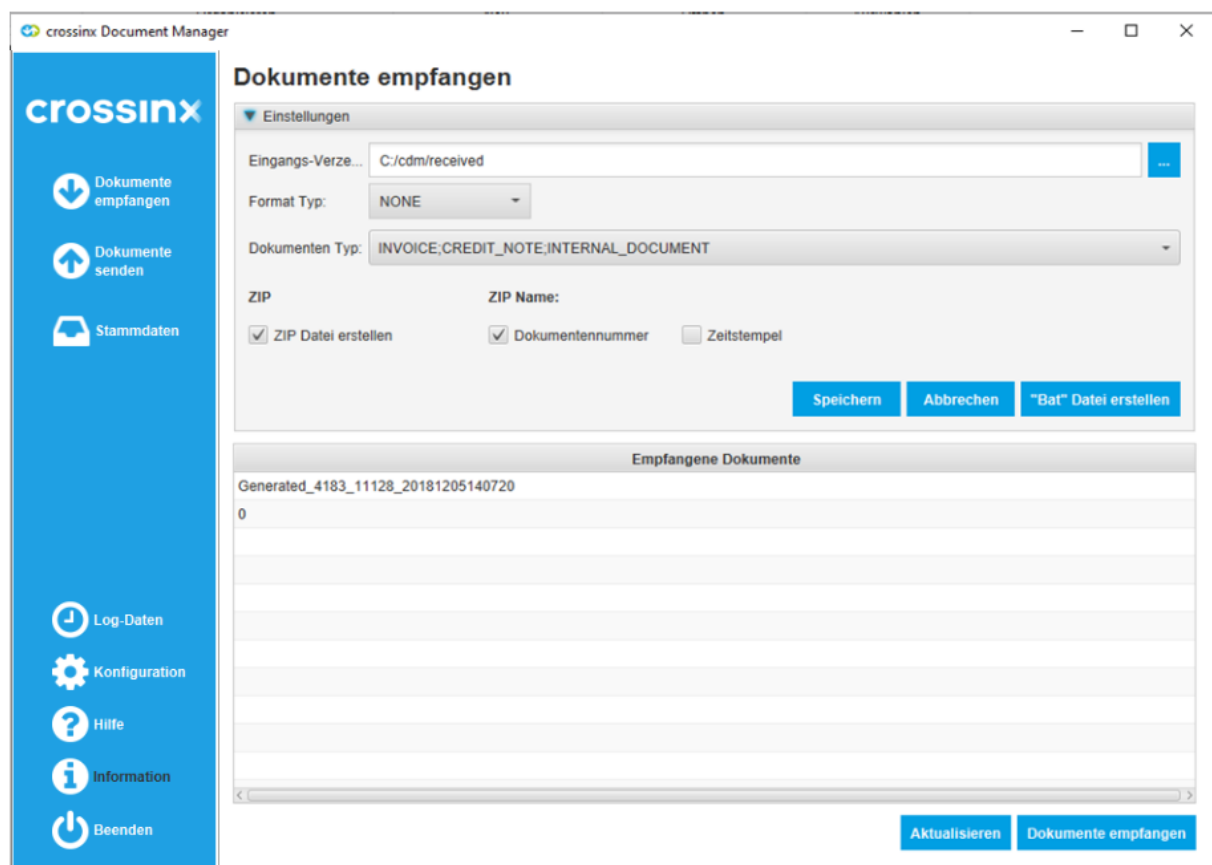 crossinx Document Manager
crossinx
Dokumente
empfangen
Dokumente
senden
Stammdaten
Log-Daten
Konfiguration
Hilfe
Information
Beenden
Dokumente empfangen
Einstellungen
Eingangs-Verze... C:/cdm/received ...
Format Typ: NONE
Dokumenten Typ: INVOICE;CREDIT_NOTE;INTERNAL_DOCUMENT
ZIP ZIP Name:
ZIP Datei erstellen Dokumentennummer Zeitstempel
Speichern Abbrechen "Bat" Datei erstellen
Empfangene Dokumente
Generated_4183_11128_20181205140720
0
Aktualisieren Dokumente empfangen